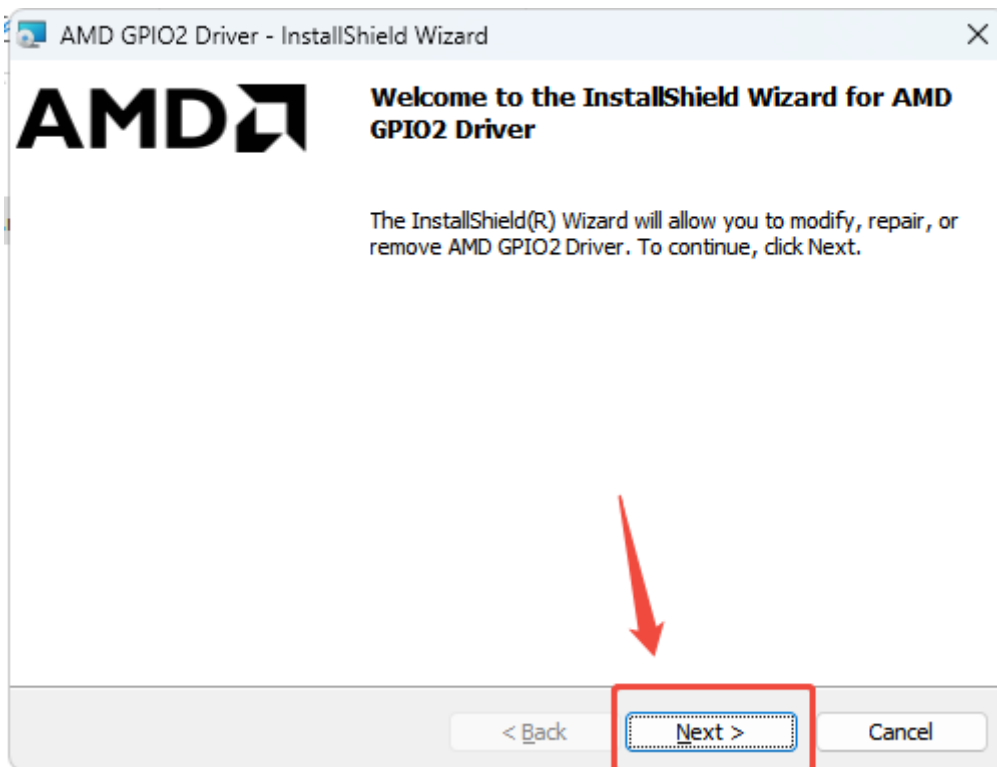 AMD GPIO2 Driver - InstallShield Wizard
AMD
Welcome to the InstallShield Wizard for AMD
GPIO2 Driver
The InstallShield(R) Wizard will allow you to modify, repair, or
remove AMD GPIO2 Driver. To continue, click Next.
< Back
Next >
Cancel